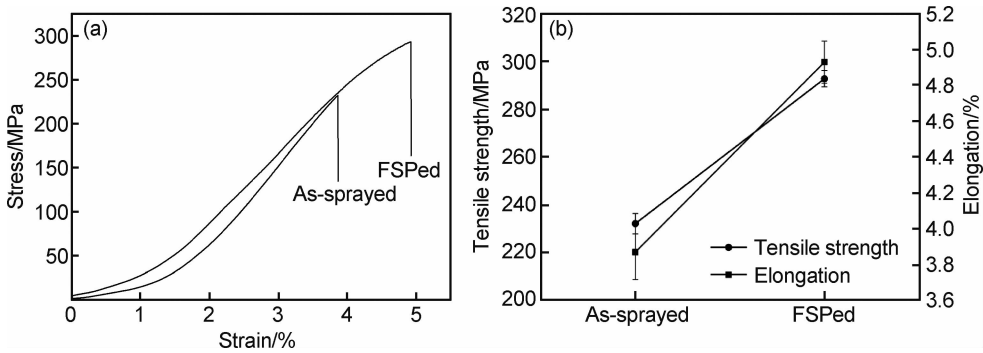 (a)
Stress/MPa
300
250
200
150
100
50
0
0 1 2 3 4 5
Strain/%
As-sprayed
FSPed
(b)
Tensile strength/MPa
320
300
280
260
240
220
200
As-sprayed FSPed
Tensile strength
Elongation
5.2
5.0
4.8
4.6
4.4
4.2
4.0
3.8
3.6
Elongation/%